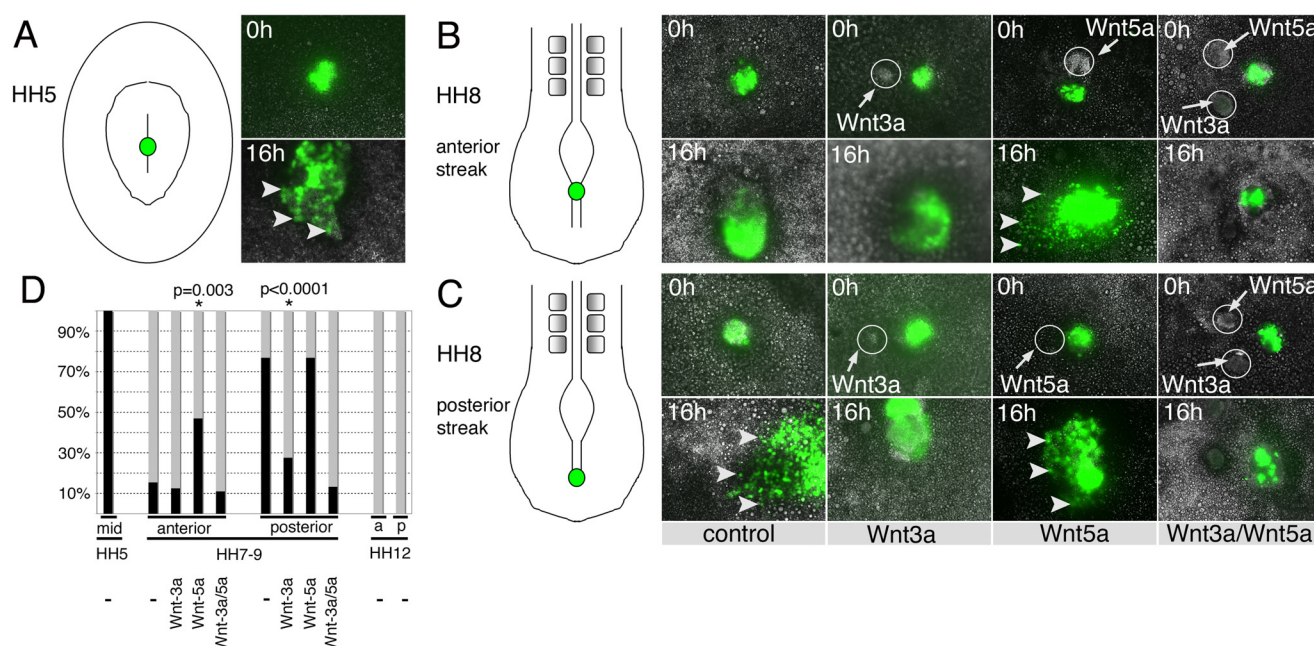 A
HH5
0h
16h
B
HH8
anterior
streak
0h
0h
Wnt3a
0h
Wnt5a
0h
Wnt5a
Wnt3a
16h
16h
16h
16h
C
HH8
posterior
streak
0h
0h
Wnt3a
0h
Wnt5a
0h
Wnt5a
Wnt3a
16h
16h
16h
16h
control
Wnt3a
Wnt5a
Wnt3a/Wnt5a
D
p=0.003
*
p<0.0001
*
90%
70%
50%
30%
10%
mid
anterior
posterior
a
p
HH5
HH7-9
HH12
-
-
Wnt-3a
Wnt-5a
Wnt-3a/5a
-
Wnt-3a
Wnt-5a
Wnt-3a/5a
-
-